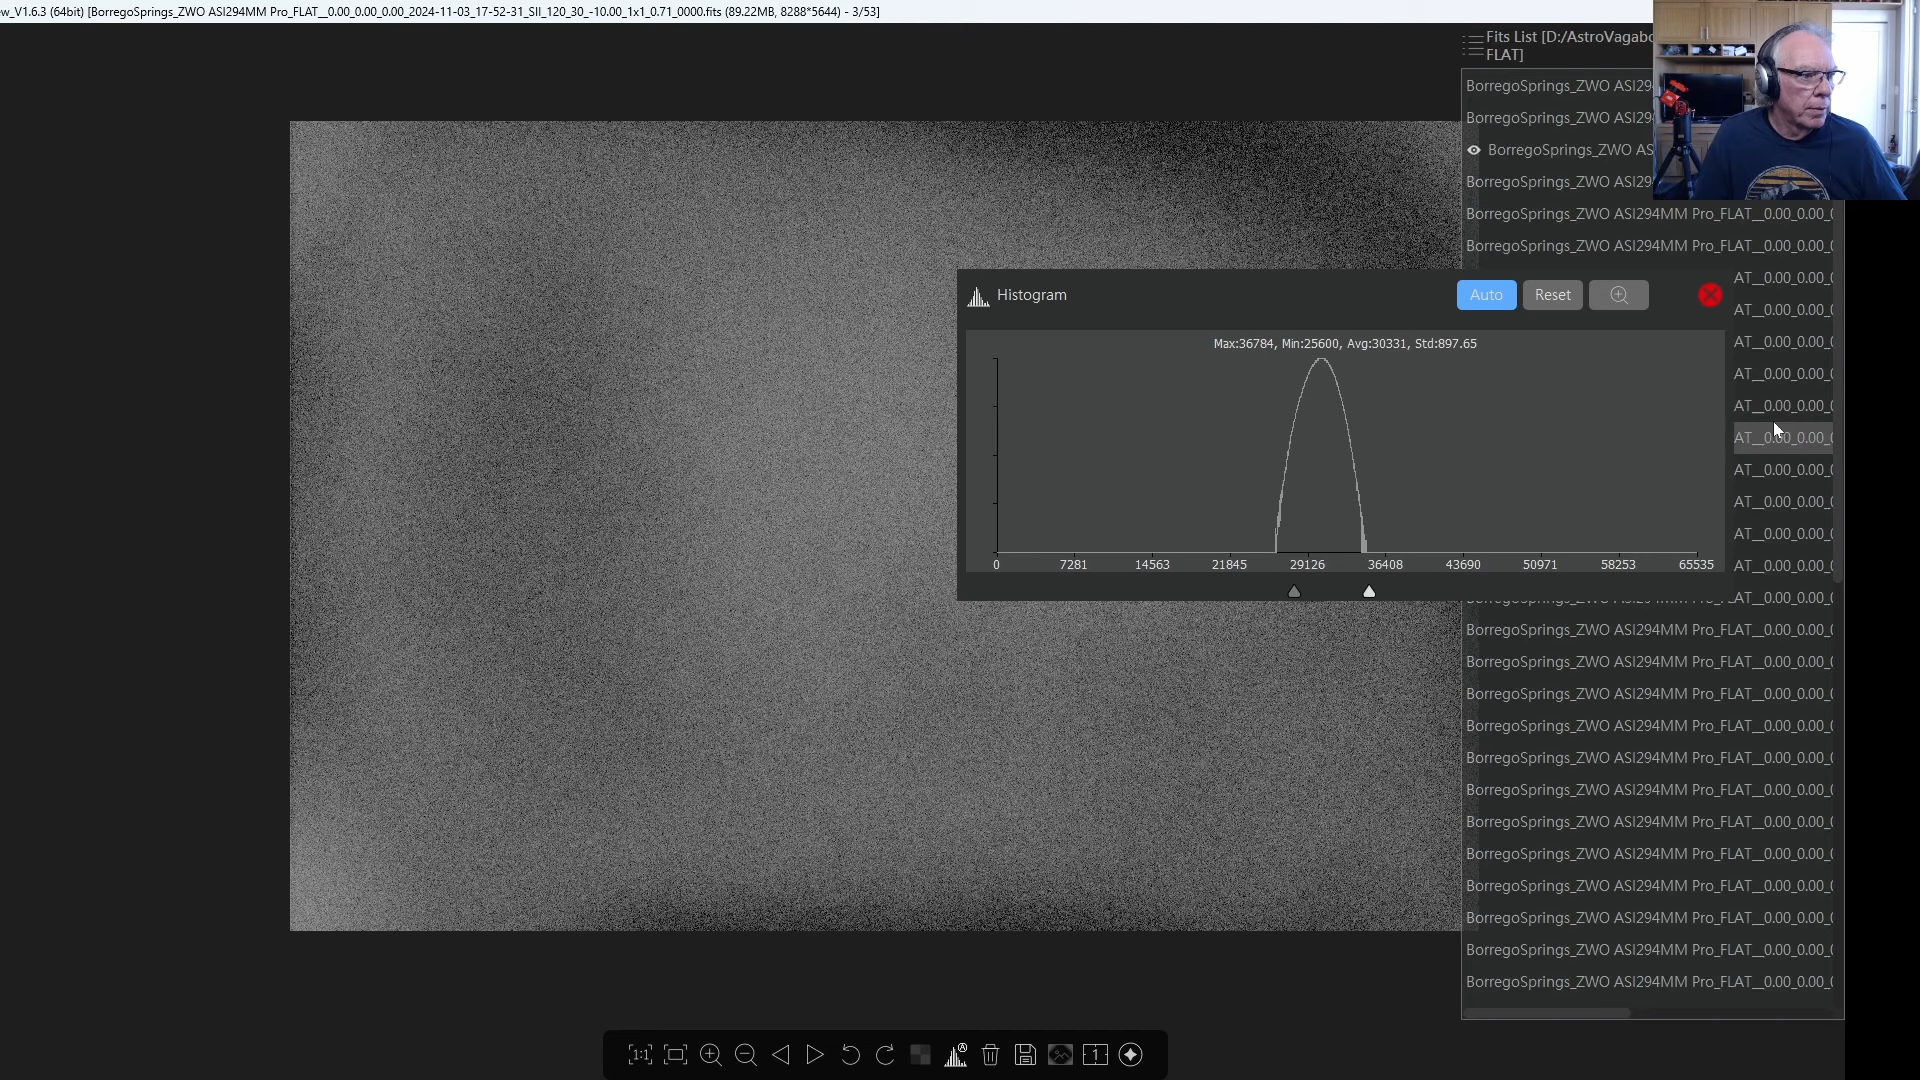 w_V1.6.3 (64bit) [BorregoSprings_ZWO ASI294MM Pro_FLAT__0.00_0.00_0.00_2024-11-03_17-52-31_SII_120_30_-10.00_1x1_0.71_0000.fits (89.22MB, 8288*5644) - 3/53]
Fits List [D:/AstroVagab
FLAT]
BorregoSprings_ZWO ASI29
BorregoSprings_ZWO ASI29
BorregoSprings_ZWO AS
BorregoSprings_ZWO ASI29
BorregoSprings_ZWO ASI294MM Pro_FLAT__0.00_0.00_
BorregoSprings_ZWO ASI294MM Pro_FLAT__0.00_0.00_
Histogram
Auto
Reset
Max:36784, Min:25600, Avg:30331, Std:897.65
0 7281 14563 21845 29126 36408 43690 50971 58253 65535
AT__0.00_0.00_
AT__0.00_0.00_
AT__0.00_0.00_
AT__0.00_0.00_
AT__0.00_0.00_
AT__0.00_0.00_
AT__0.00_0.00_
AT__0.00_0.00_
AT__0.00_0.00_
AT__0.00_0.00_
AT__0.00_0.00_
BorregoSprings_ZWO ASI294MM Pro_FLAT__0.00_0.00_
BorregoSprings_ZWO ASI294MM Pro_FLAT__0.00_0.00_
BorregoSprings_ZWO ASI294MM Pro_FLAT__0.00_0.00_
BorregoSprings_ZWO ASI294MM Pro_FLAT__0.00_0.00_
BorregoSprings_ZWO ASI294MM Pro_FLAT__0.00_0.00_
BorregoSprings_ZWO ASI294MM Pro_FLAT__0.00_0.00_
BorregoSprings_ZWO ASI294MM Pro_FLAT__0.00_0.00_
BorregoSprings_ZWO ASI294MM Pro_FLAT__0.00_0.00_
BorregoSprings_ZWO ASI294MM Pro_FLAT__0.00_0.00_
BorregoSprings_ZWO ASI294MM Pro_FLAT__0.00_0.00_
BorregoSprings_ZWO ASI294MM Pro_FLAT__0.00_0.00_
BorregoSprings_ZWO ASI294MM Pro_FLAT__0.00_0.00_
1:1
1